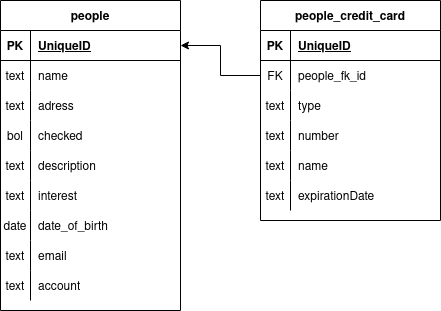 people
PK UniqueID
text name
text adress
bol checked
text description
text interest
date date_of_birth
text email
text account
people_credit_card
PK UniqueID
FK people_fk_id
text type
text number
text name
text expirationDate